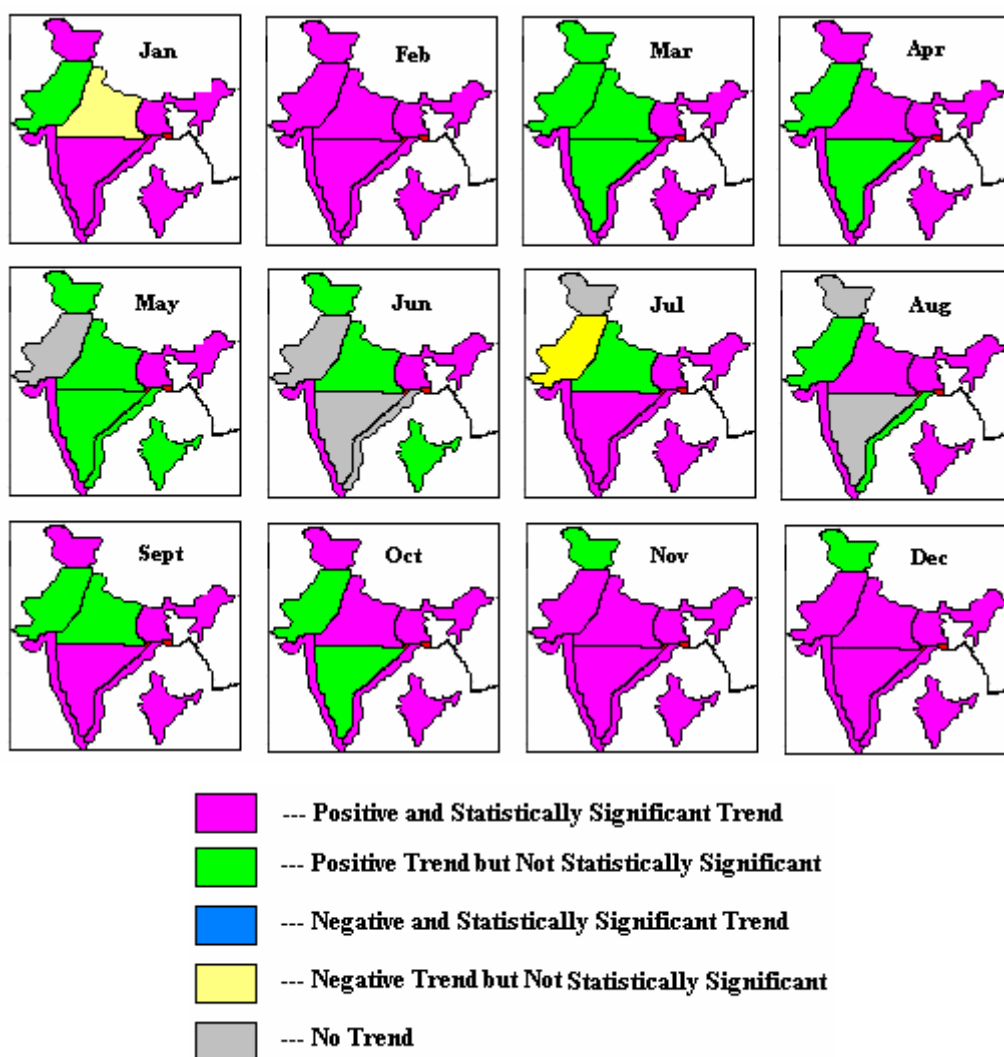 Jan
Feb
Mar
Apr
May
Jun
Jul
Aug
Sept
Oct
Nov
Dec
--- Positive and Statistically Significant Trend
--- Positive Trend but Not Statistically Significant
--- Negative and Statistically Significant Trend
--- Negative Trend but Not Statistically Significant
--- No Trend